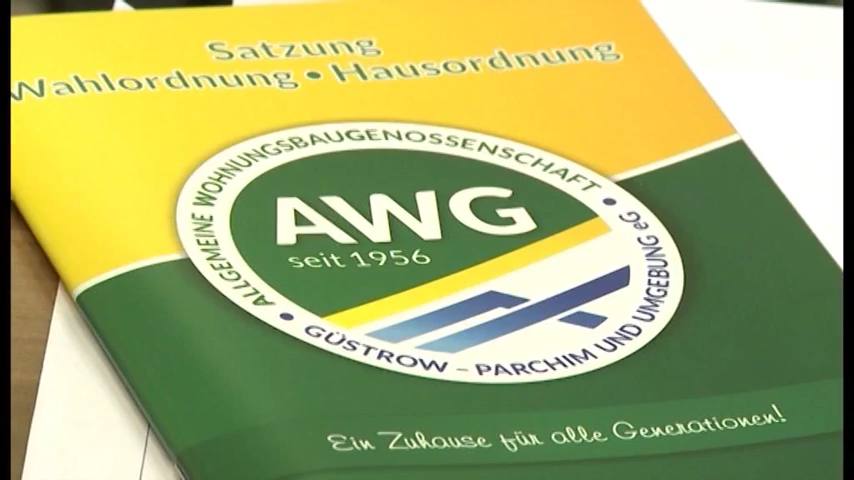 Satzung
Wahlordnung • Hausordnung
• ALLGEMEINE WOHNUNGSBAUGENOSSENSCHAFT •
AWG
seit 1956
GÜSTROW – PARCHIM UND UMGEBUNG eG
Ein Zuhause für alle Generationen!